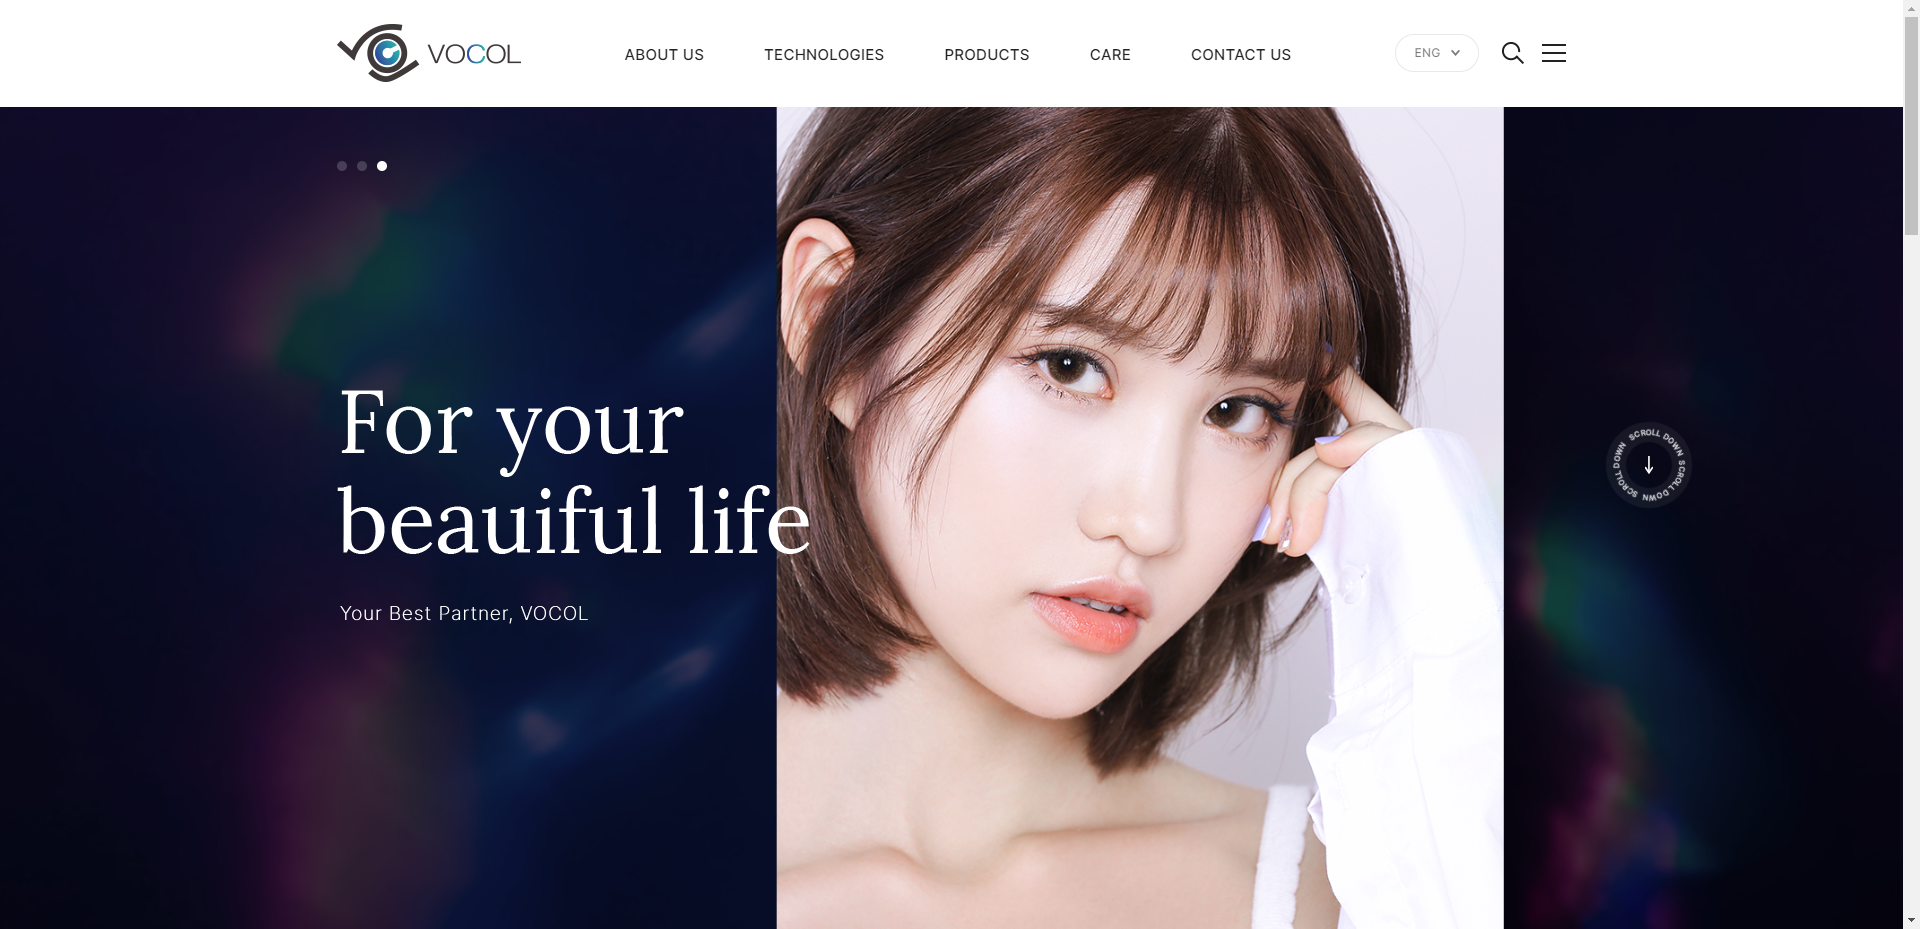 VOCOL
ABOUT US
TECHNOLOGIES
PRODUCTS
CARE
CONTACT US
ENG
For your
beauiful life
Your Best Partner, VOCOL
SCROLL DOWN SCROLL DOWN SCROLL DOWN